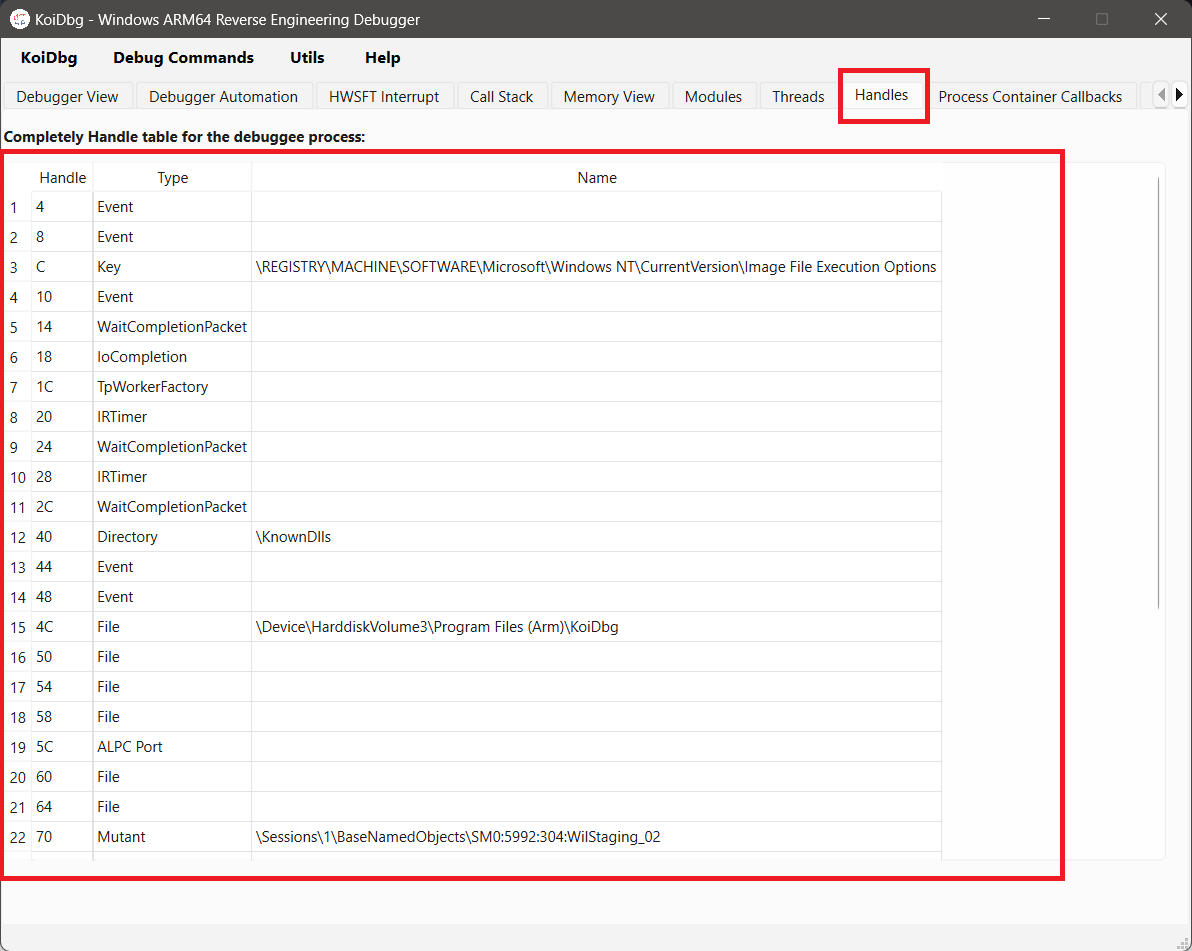 KoiDbg - Windows ARM64 Reverse Engineering Debugger
KoiDbg Debug Commands Utils Help
Debugger View Debugger Automation HWSFT Interrupt Call Stack Memory View Modules Threads Handles Process Container Callbacks
Completely Handle table for the debuggee process:
Handle Type Name
1 4 Event
2 8 Event
3 C Key \REGISTRY\MACHINE\SOFTWARE\Microsoft\Windows NT\CurrentVersion\Image File Execution Options
4 10 Event
5 14 WaitCompletionPacket
6 18 IoCompletion
7 1C TpWorkerFactory
8 20 IRTimer
9 24 WaitCompletionPacket
10 28 IRTimer
11 2C WaitCompletionPacket
12 40 Directory \KnownDlls
13 44 Event
14 48 Event
15 4C File \Device\HarddiskVolume3\Program Files (Arm)\KoiDbg
16 50 File
17 54 File
18 58 File
19 5C ALPC Port
20 60 File
21 64 File
22 70 Mutant \Sessions\1\BaseNamedObjects\SM0:5992:304:WilStaging_02